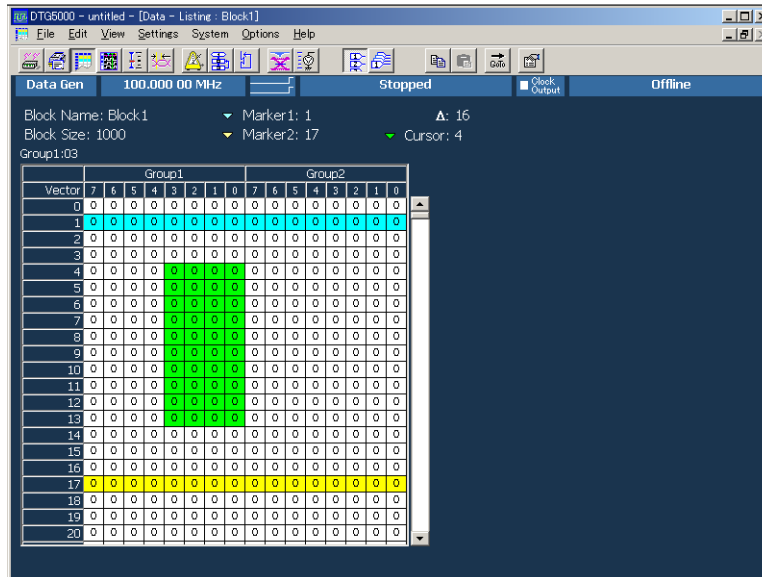 DTG5000 - untitled - [Data - Listing : Block1]
File Edit View Settings System Options Help
GoTo
Data Gen 100.000 00 MHz Stopped Clock Output Offline
Block Name: Block1 Marker1: 1 Δ: 16
Block Size: 1000 Marker2: 17 Cursor: 4
Group1:03
Group1 Group2
Vector 7 6 5 4 3 2 1 0 7 6 5 4 3 2 1 0
0 0 0 0 0 0 0 0 0 0 0 0 0 0 0 0 0
1 0 0 0 0 0 0 0 0 0 0 0 0 0 0 0 0
2 0 0 0 0 0 0 0 0 0 0 0 0 0 0 0 0
3 0 0 0 0 0 0 0 0 0 0 0 0 0 0 0 0
4 0 0 0 0 0 0 0 0 0 0 0 0 0 0 0 0
5 0 0 0 0 0 0 0 0 0 0 0 0 0 0 0 0
6 0 0 0 0 0 0 0 0 0 0 0 0 0 0 0 0
7 0 0 0 0 0 0 0 0 0 0 0 0 0 0 0 0
8 0 0 0 0 0 0 0 0 0 0 0 0 0 0 0 0
9 0 0 0 0 0 0 0 0 0 0 0 0 0 0 0 0
10 0 0 0 0 0 0 0 0 0 0 0 0 0 0 0 0
11 0 0 0 0 0 0 0 0 0 0 0 0 0 0 0 0
12 0 0 0 0 0 0 0 0 0 0 0 0 0 0 0 0
13 0 0 0 0 0 0 0 0 0 0 0 0 0 0 0 0
14 0 0 0 0 0 0 0 0 0 0 0 0 0 0 0 0
15 0 0 0 0 0 0 0 0 0 0 0 0 0 0 0 0
16 0 0 0 0 0 0 0 0 0 0 0 0 0 0 0 0
17 0 0 0 0 0 0 0 0 0 0 0 0 0 0 0 0
18 0 0 0 0 0 0 0 0 0 0 0 0 0 0 0 0
19 0 0 0 0 0 0 0 0 0 0 0 0 0 0 0 0
20 0 0 0 0 0 0 0 0 0 0 0 0 0 0 0 0